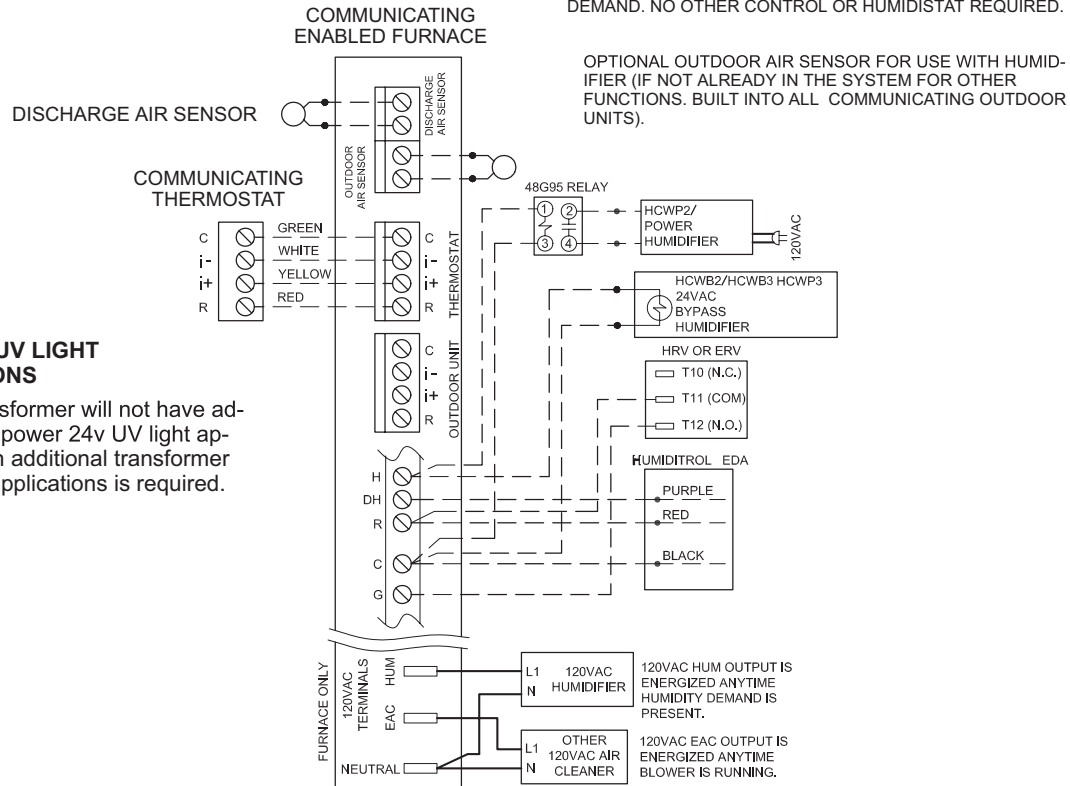 DEMAND. NO OTHER CONTROL OR HUMIDISTAT REQUIRED.
COMMUNICATING
ENABLED FURNACE
OPTIONAL OUTDOOR AIR SENSOR FOR USE WITH HUMID-
IFIER (IF NOT ALREADY IN THE SYSTEM FOR OTHER
FUNCTIONS. BUILT INTO ALL COMMUNICATING OUTDOOR
UNITS).
DISCHARGE AIR SENSOR
DISCHARGE
AIR SENSOR
OUTDOOR
AIR SENSOR
COMMUNICATING
THERMOSTAT
C
i-
i+
R
GREEN
WHITE
YELLOW
RED
C
i-
i+
R
THERMOSTAT
C
i-
i+
R
OUTDOOR UNIT
48G95 RELAY
1
2
3
4
HCWP2/
POWER
HUMIDIFIER
120VAC
HCWB2/HCWB3 HCWP3
24VAC
BYPASS
HUMIDIFIER
HRV OR ERV
T10 (N.C.)
T11 (COM)
T12 (N.O.)
UV LIGHT
ONS
sformer will not have ad-
power 24v UV light ap-
n additional transformer
pplications is required.
H
DH
R
C
G
HUMIDITROL EDA
PURPLE
RED
BLACK
FURNACE ONLY
120VAC
TERMINALS
HUM
EAC
NEUTRAL
L1
N
120VAC
HUMIDIFIER
120VAC HUM OUTPUT IS
ENERGIZED ANYTIME
HUMIDITY DEMAND IS
PRESENT.
L1
N
OTHER
120VAC AIR
CLEANER
120VAC EAC OUTPUT IS
ENERGIZED ANYTIME
BLOWER IS RUNNING.